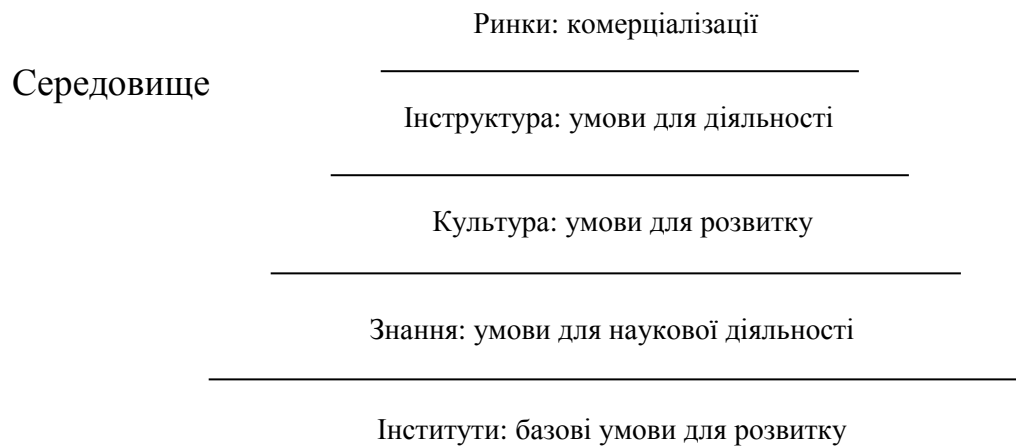 Ринки: комерціалізації
Середовище
Інструктура: умови для діяльності
Культура: умови для розвитку
Знання: умови для наукової діяльності
Інститути: базові умови для розвитку